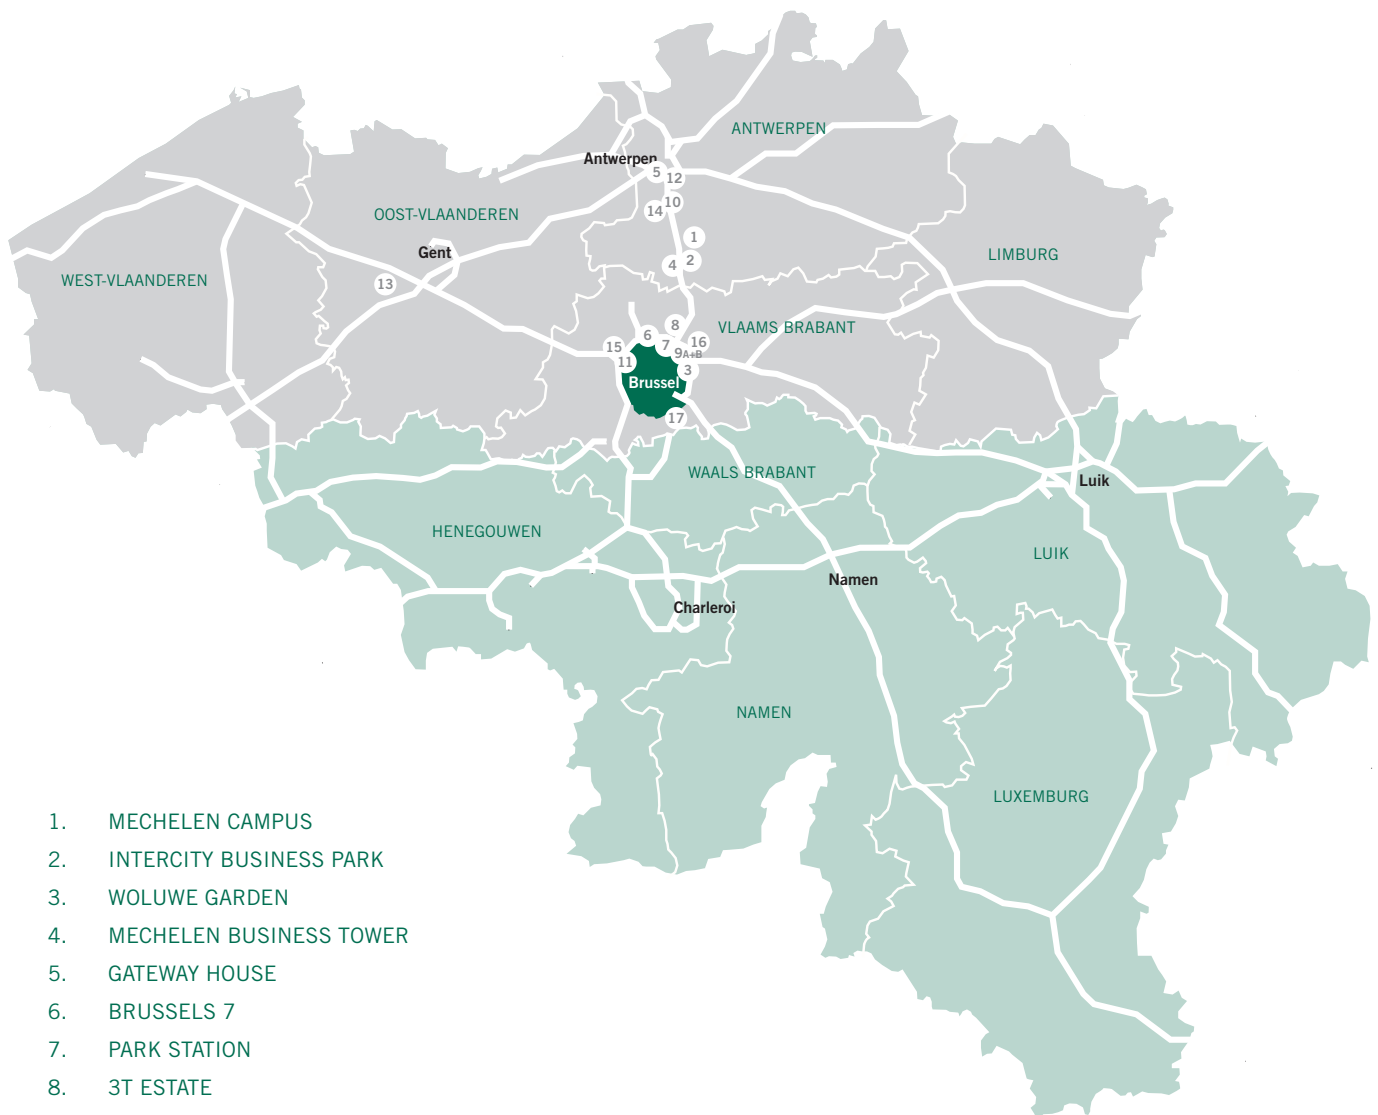 ANTWERPEN
Antwerpen
5
12
10
14
OOST-VLAANDEREN
1
Gent
LIMBURG
2
4
WEST-VLAANDEREN
13
8
VLAAMS BRABANT
6
16
7
15
9A+B
11
3
Brussel
17
WAALS BRABANT
Luik
HENEGOUWEN
LUIK
Namen
Charleroi
NAMEN
LUXEMBURG
1. MECHELEN CAMPUS
2. INTERCITY BUSINESS PARK
3. WOLUWE GARDEN
4. MECHELEN BUSINESS TOWER
5. GATEWAY HOUSE
6. BRUSSELS 7
7. PARK STATION
8. 3T ESTATE